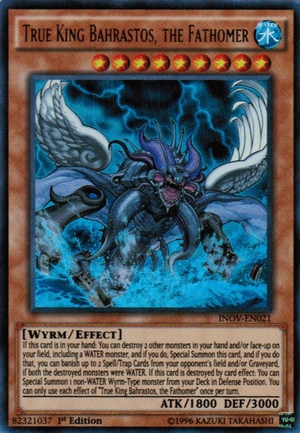 TRUE KING BAHRASTOS, THE FATHOMER
WATER
水
INOV-EN021
[WYRM/EFFECT]
If this card is in your hand: You can destroy 2 other monsters in your hand and/or face-up on
your field, including a WATER monster, and if you do, Special Summon this card, and if you do
that, you can banish up to 2 Spell/Trap Cards from your opponent's field and/or Graveyard,
if both the destroyed monsters were WATER. If this card is destroyed by card effect: You can
Special Summon 1 non-WATER Wyrm-Type monster from your Deck in Defense Position. You
can only use each effect of "True King Bahrastos, the Fathomer" once per turn.
ATK/1800 DEF/3000
82321037 1st Edition ©1996 KAZUKI TAKAHASHI